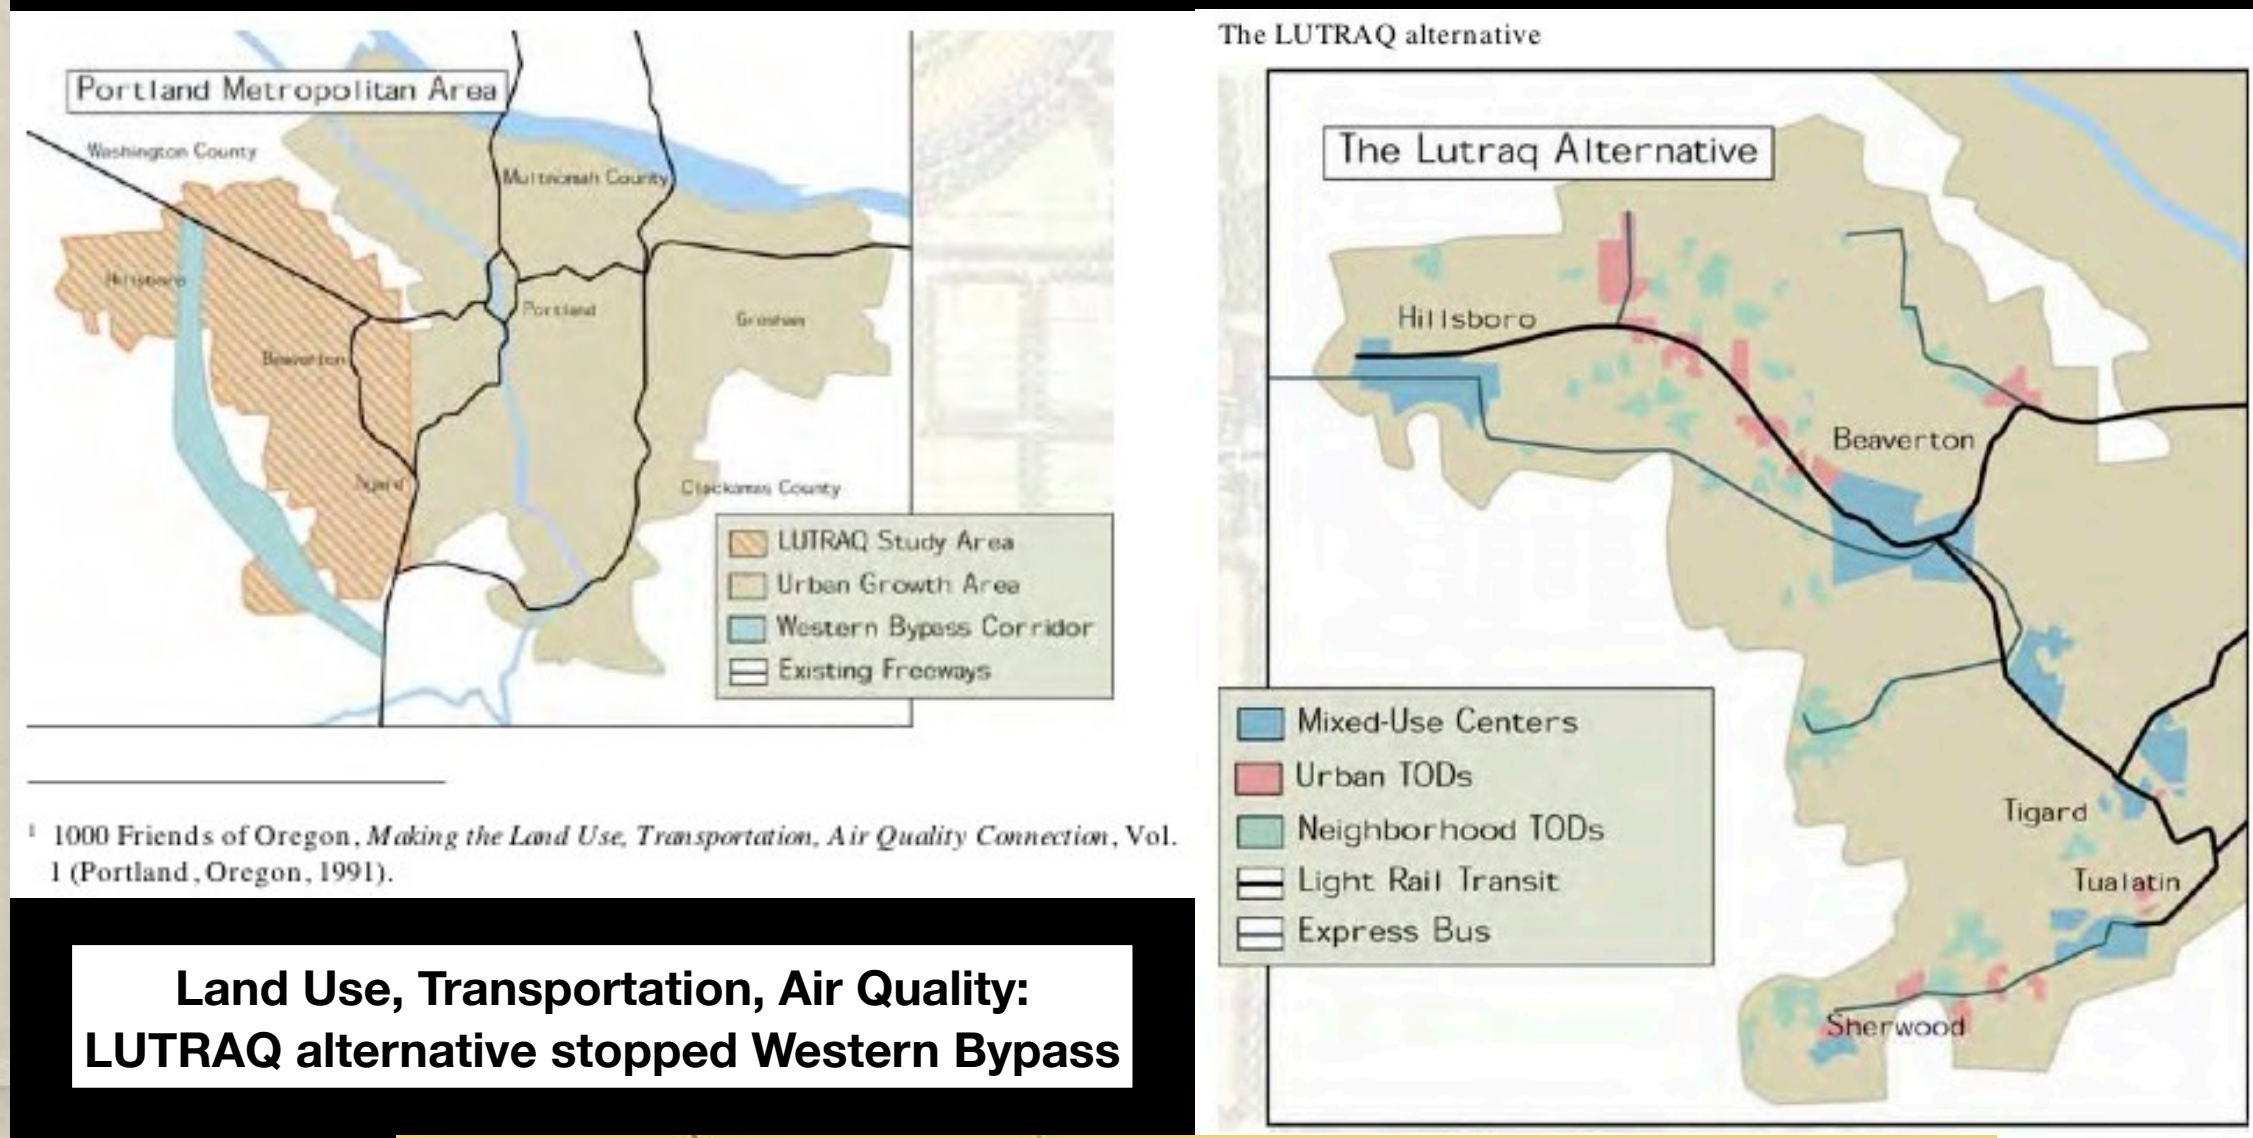 Portland Metropolitan Area
Washington County
Multnomah County
Hillsboro
Portland
Gresham
Beaverton
Tigard
Clackamas County
LUTRAQ Study Area
Urban Growth Area
Western Bypass Corridor
Existing Freeways
1 1000 Friends of Oregon, Making the Land Use, Transportation, Air Quality Connection, Vol.
1 (Portland, Oregon, 1991).
Land Use, Transportation, Air Quality:
LUTRAQ alternative stopped Western Bypass
The LUTRAQ alternative
The Lutraq Alternative
Hillsboro
Beaverton
Mixed-Use Centers
Urban TODs
Neighborhood TODs
Light Rail Transit
Express Bus
Tigard
Tualatin
Sherwood